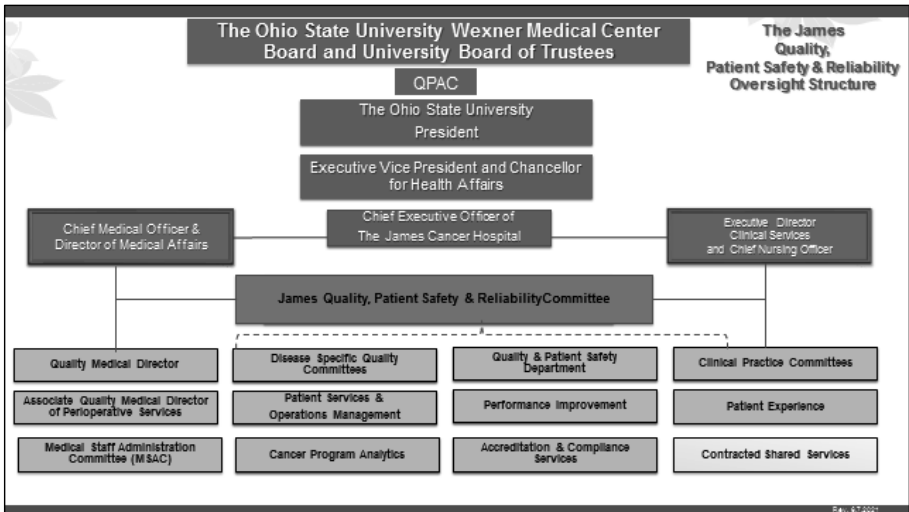 The Ohio State University Wexner Medical Center
Board and University Board of Trustees
The James
Quality,
Patient Safety & Reliability
Oversight Structure
QPAC
The Ohio State University
President
Executive Vice President and Chancellor
for Health Affairs
Chief Medical Officer &
Director of Medical Affairs
Chief Executive Officer of
The James Cancer Hospital
Executive Director
Clinical Services
and Chief Nursing Officer
James Quality, Patient Safety & ReliabilityCommittee
Quality Medical Director
Disease Specific Quality
Committees
Quality & Patient Safety
Department
Clinical Practice Committees
Associate Quality Medical Director
of Perioperative Services
Patient Services &
Operations Management
Performance Improvement
Patient Experience
Medical Staff Administration
Committee (MSAC)
Cancer Program Analytics
Accreditation & Compliance
Services
Contracted Shared Services
Rev.